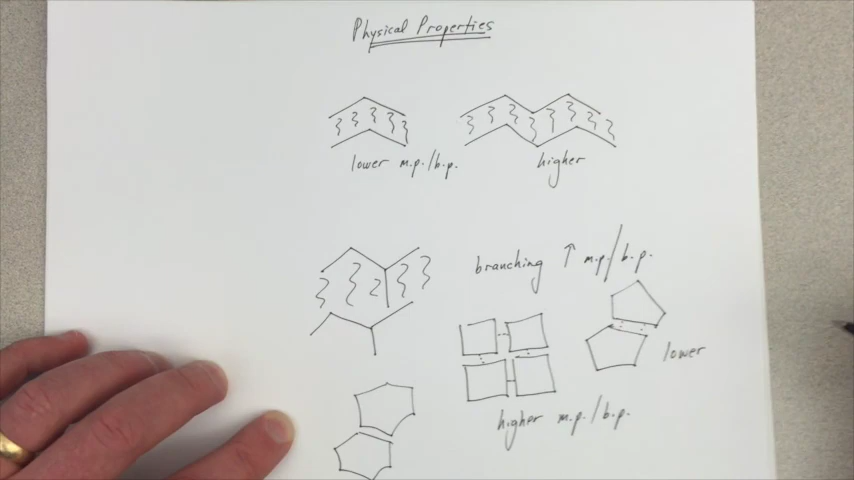 Physical Properties
lower m.p./b.p.
higher
branching ↑ m.p./b.p.
lower
higher m.p./b.p.